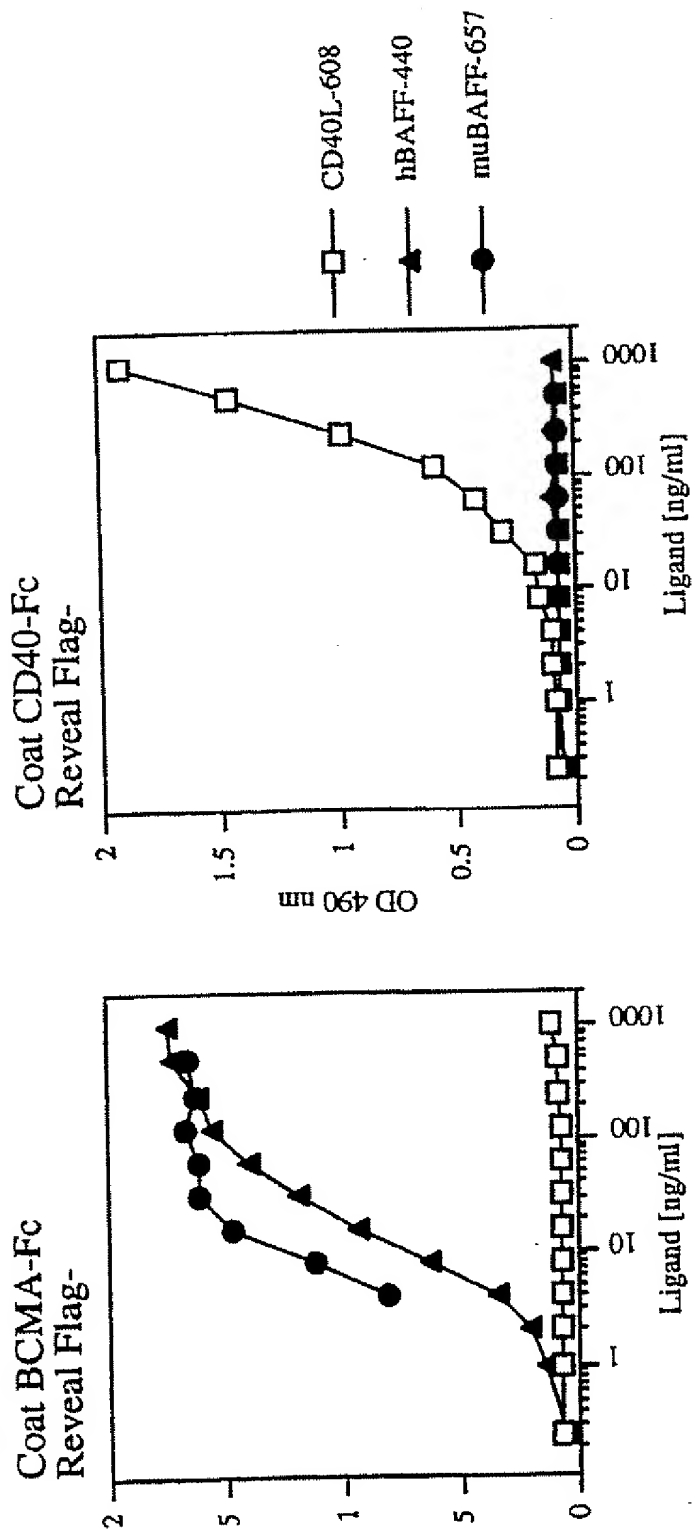 Coat BCMA-Fc
Reveal Flag-
2
5
1
5
0
1
10
100
1000
Ligand [ng/ml]
Coat CD40-Fc
Reveal Flag-
OD 490 nm
2
1.5
1
0.5
0
1
10
100
1000
Ligand [ng/ml]
CD40L-608
hBAFF-440
muBAFF-657